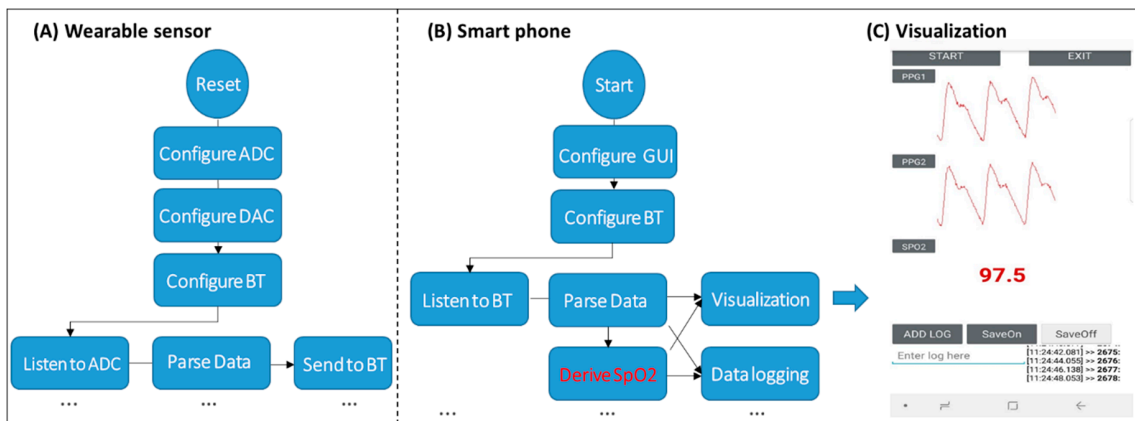 (A) Wearable sensor
Reset
Configure ADC
Configure DAC
Configure BT
Listen to ADC
Parse Data
Send to BT
...
...
...
(B) Smart phone
Start
Configure GUI
Configure BT
Listen to BT
Parse Data
Visualization
Derive SpO2
Data logging
...
...
...
(C) Visualization
START
EXIT
PPG1
PPG2
SPO2
97.5
ADD LOG
SaveOn
SaveOff
Enter log here
[11:24:42.081] >> 2675:
[11:24:44.055] >> 2676:
[11:24:46.138] >> 2677:
[11:24:48.053] >> 2678: